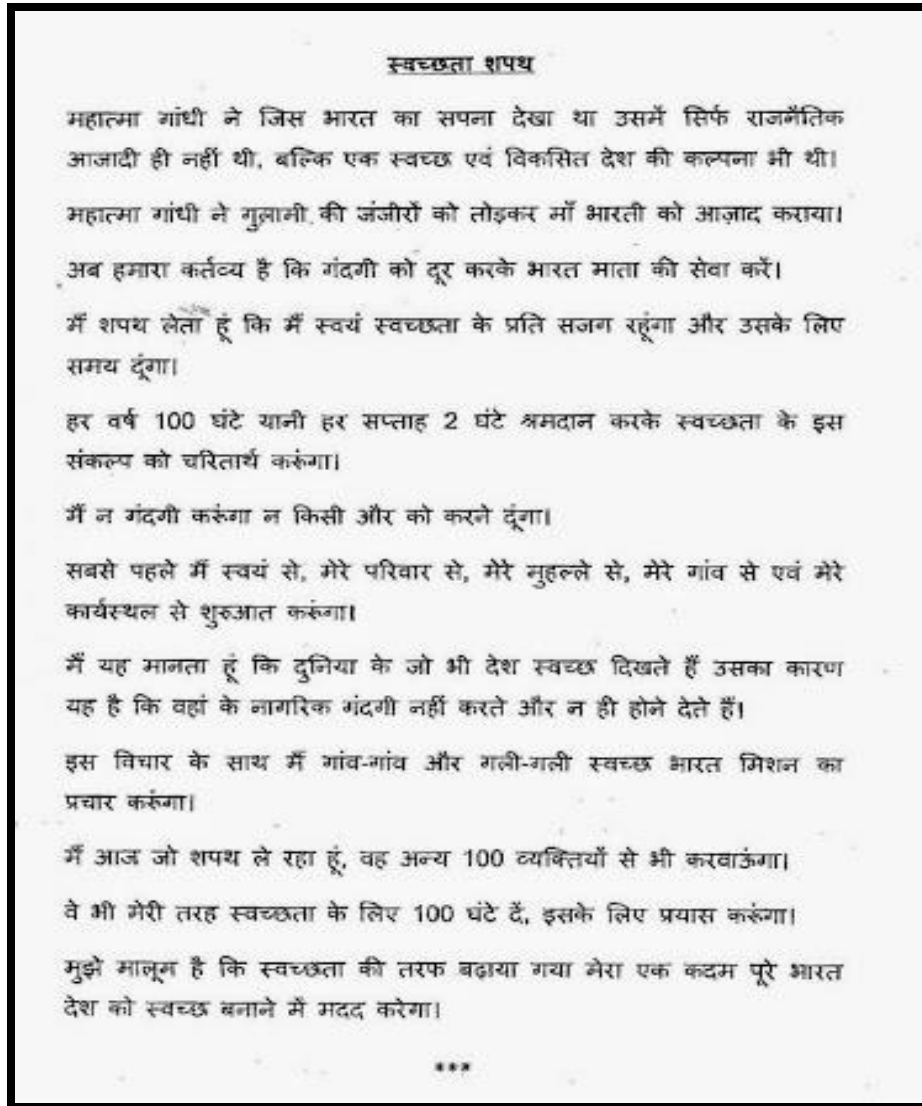 स्वच्छता शपथ
महात्मा गांधी ने जिस भारत का सपना देखा था उसमें सिर्फ राजनैतिक
आजादी ही नहीं थी, बल्कि एक स्वच्छ एवं विकसित देश की कल्पना भी थी।
महात्मा गांधी ने गुलामी की जंजीरों को तोड़कर माँ भारती को आज़ाद कराया।
अब हमारा कर्तव्य है कि गंदगी को दूर करके भारत माता की सेवा करें।
मैं शपथ लेता हूं कि मैं स्वयं स्वच्छता के प्रति सजग रहूंगा और उसके लिए
समय दूंगा।
हर वर्ष 100 घंटे यानी हर सप्ताह 2 घंटे श्रमदान करके स्वच्छता के इस
संकल्प को चरितार्थ करूंगा।
मैं न गंदगी करूंगा न किसी और को करने दूंगा।
सबसे पहले मैं स्वयं से, मेरे परिवार से, मेरे मुहल्ले से, मेरे गांव से एवं मेरे
कार्यस्थल से शुरुआत करूंगा।
मैं यह मानता हूं कि दुनिया के जो भी देश स्वच्छ दिखते हैं उसका कारण
यह है कि वहां के नागरिक गंदगी नहीं करते और न ही होने देते हैं।
इस विचार के साथ मैं गांव-गांव और गली-गली स्वच्छ भारत मिशन का
प्रचार करूंगा।
मैं आज जो शपथ ले रहा हूं, वह अन्य 100 व्यक्तियों से भी करवाऊंगा।
वे भी मेरी तरह स्वच्छता के लिए 100 घंटे दें, इसके लिए प्रयास करूंगा।
मुझे मालूम है कि स्वच्छता की तरफ बढ़ाया गया मेरा एक कदम पूरे भारत
देश को स्वच्छ बनाने में मदद करेगा।
***